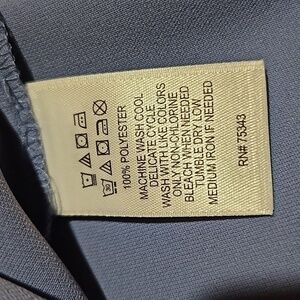 100% POLYESTER
MACHINE WASH COOL
DELICATE CYCLE
WASH WITH LIKE COLORS
ONLY NON-CHLORINE
BLEACH WHEN NEEDED
TUMBLE DRY LOW
MEDIUM IRON IF NEEDED
RN# 75343